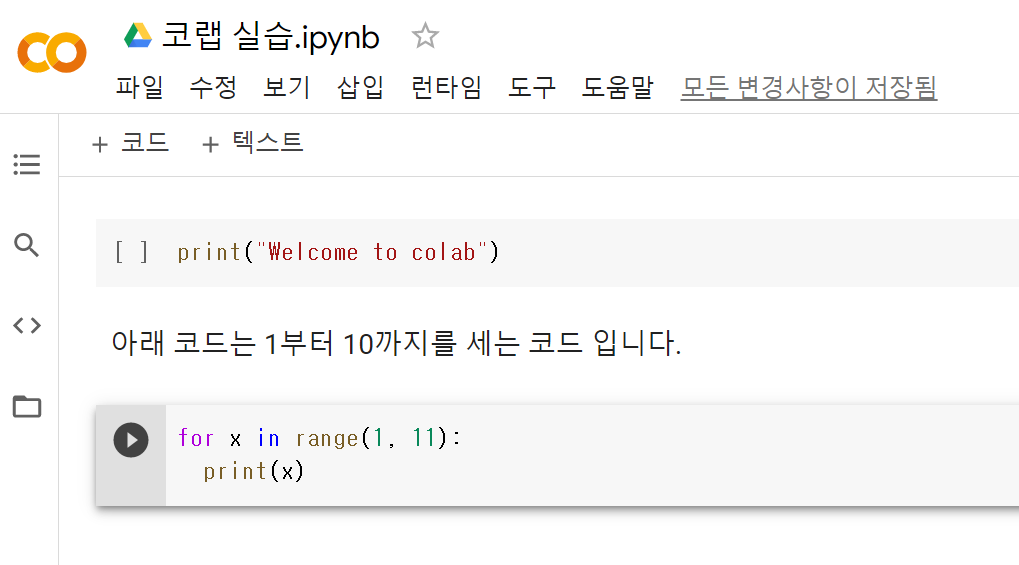 코랩 실습.ipynb
파일 수정 보기 삽입 런타임 도구 도움말 모든 변경사항이 저장됨
+ 코드 + 텍스트
[ ] print("Welcome to colab")
아래 코드는 1부터 10까지를 세는 코드 입니다.
for x in range(1, 11):
  print(x)